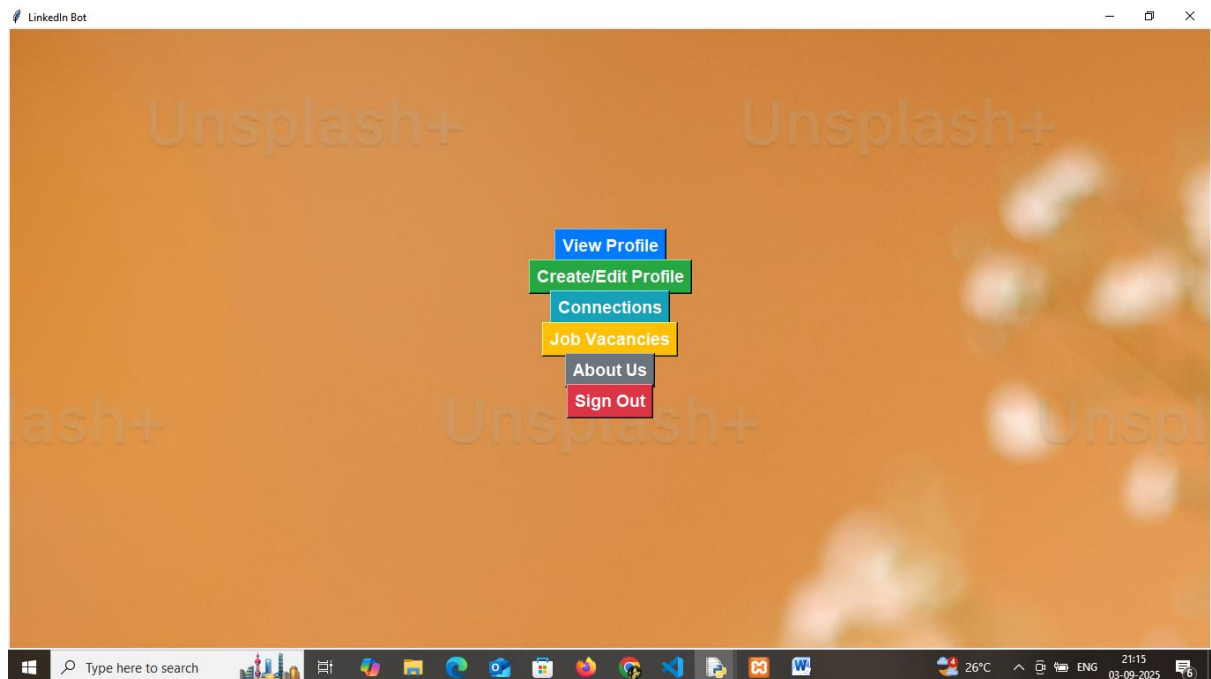 LinkedIn Bot
Unsplash+ Unsplash+
View Profile
Create/Edit Profile
Connections
Job Vacancies
About Us
Sign Out
lash+ Unsplash+ Unspl
Type here to search 26°C ENG 21:15
03-09-2025 6